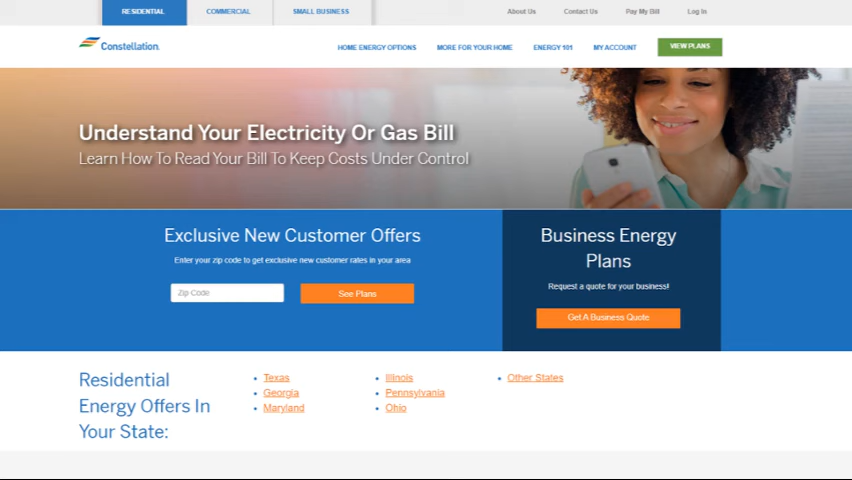 RESIDENTIAL COMMERCIAL SMALL BUSINESS About Us Contact Us Pay My Bill Log In
Constellation. HOME ENERGY OPTIONS MORE FOR YOUR HOME ENERGY 101 MY ACCOUNT VIEW PLANS
Understand Your Electricity Or Gas Bill
Learn How To Read Your Bill To Keep Costs Under Control
Exclusive New Customer Offers
Enter your zip code to get exclusive new customer rates in your area
Zip Code See Plans
Business Energy
Plans
Request a quote for your business!
Get A Business Quote
Residential
Energy Offers In
Your State:
Texas
Georgia
Maryland
Illinois
Pennsylvania
Ohio
Other States